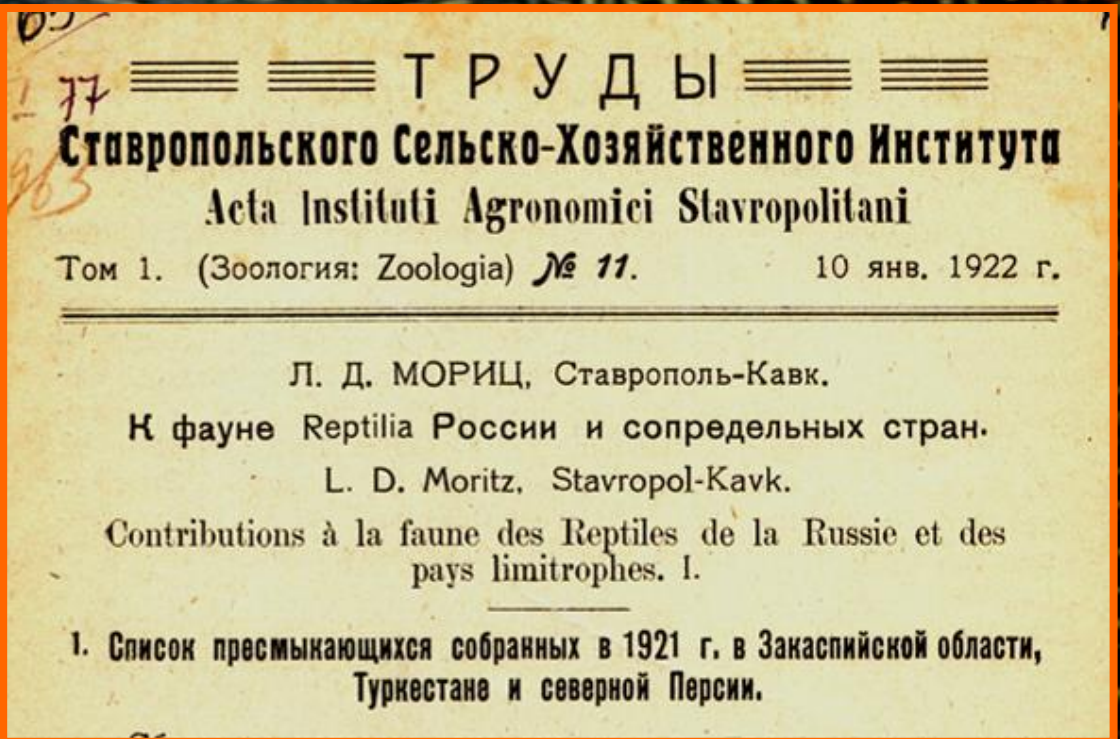 77
963
ТРУДЫ
Ставропольского Сельско-Хозяйственного Института
Acta Instituti Agronomici Stavropolitani
Том 1. (Зоология: Zoologia) № 11. 10 янв. 1922 г.
Л. Д. МОРИЦ, Ставрополь-Кавк.
К фауне Reptilia России и сопредельных стран.
L. D. Moritz, Stavropol-Kavk.
Contributions à la faune des Reptiles de la Russie et des
pays limitrophes. I.
1. Список пресмыкающихся собранных в 1921 г. в Закаспийской области,
Туркестане и северной Персии.